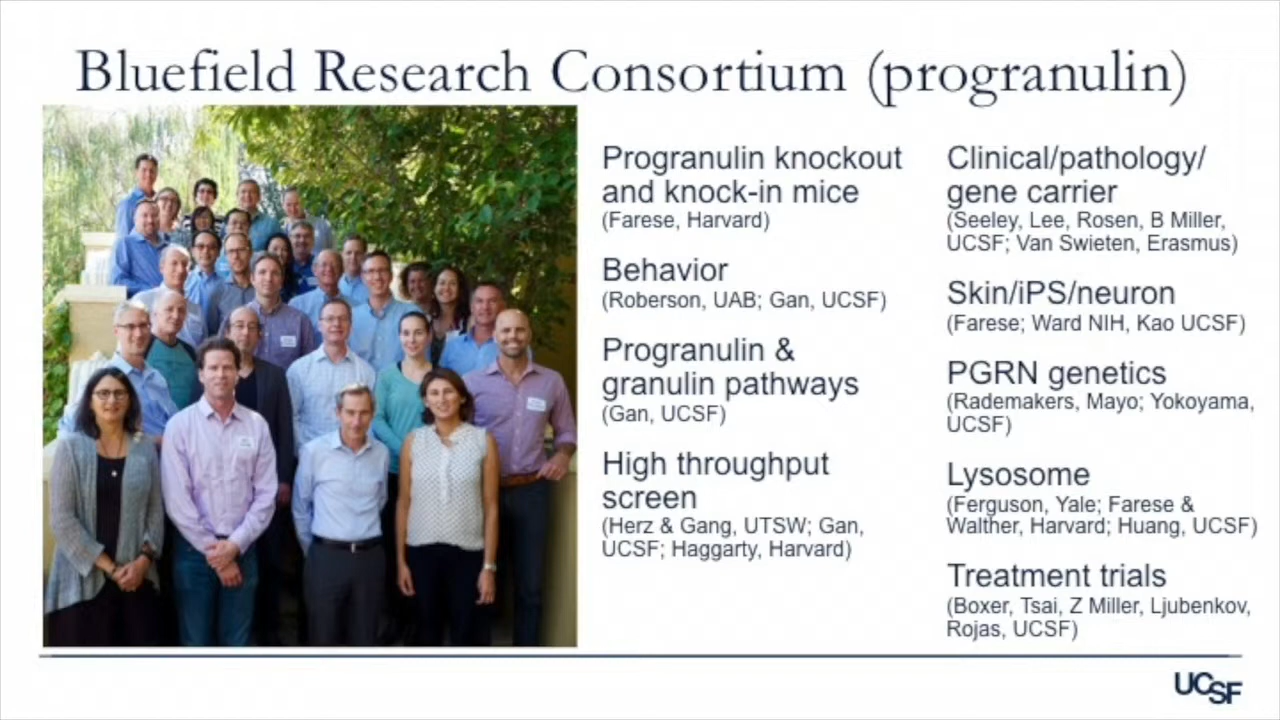 Bluefield Research Consortium (progranulin)
Progranulin knockout
and knock-in mice
(Farese, Harvard)
Behavior
(Roberson, UAB; Gan, UCSF)
Progranulin &
granulin pathways
(Gan, UCSF)
High throughput
screen
(Herz & Gang, UTSW; Gan,
UCSF; Haggarty, Harvard)
Clinical/pathology/
gene carrier
(Seeley, Lee, Rosen, B Miller,
UCSF; Van Swieten, Erasmus)
Skin/iPS/neuron
(Farese; Ward NIH, Kao UCSF)
PGRN genetics
(Rademakers, Mayo; Yokoyama,
UCSF)
Lysosome
(Ferguson, Yale; Farese &
Walther, Harvard; Huang, UCSF)
Treatment trials
(Boxer, Tsai, Z Miller, Ljubenkov,
Rojas, UCSF)
UCSF